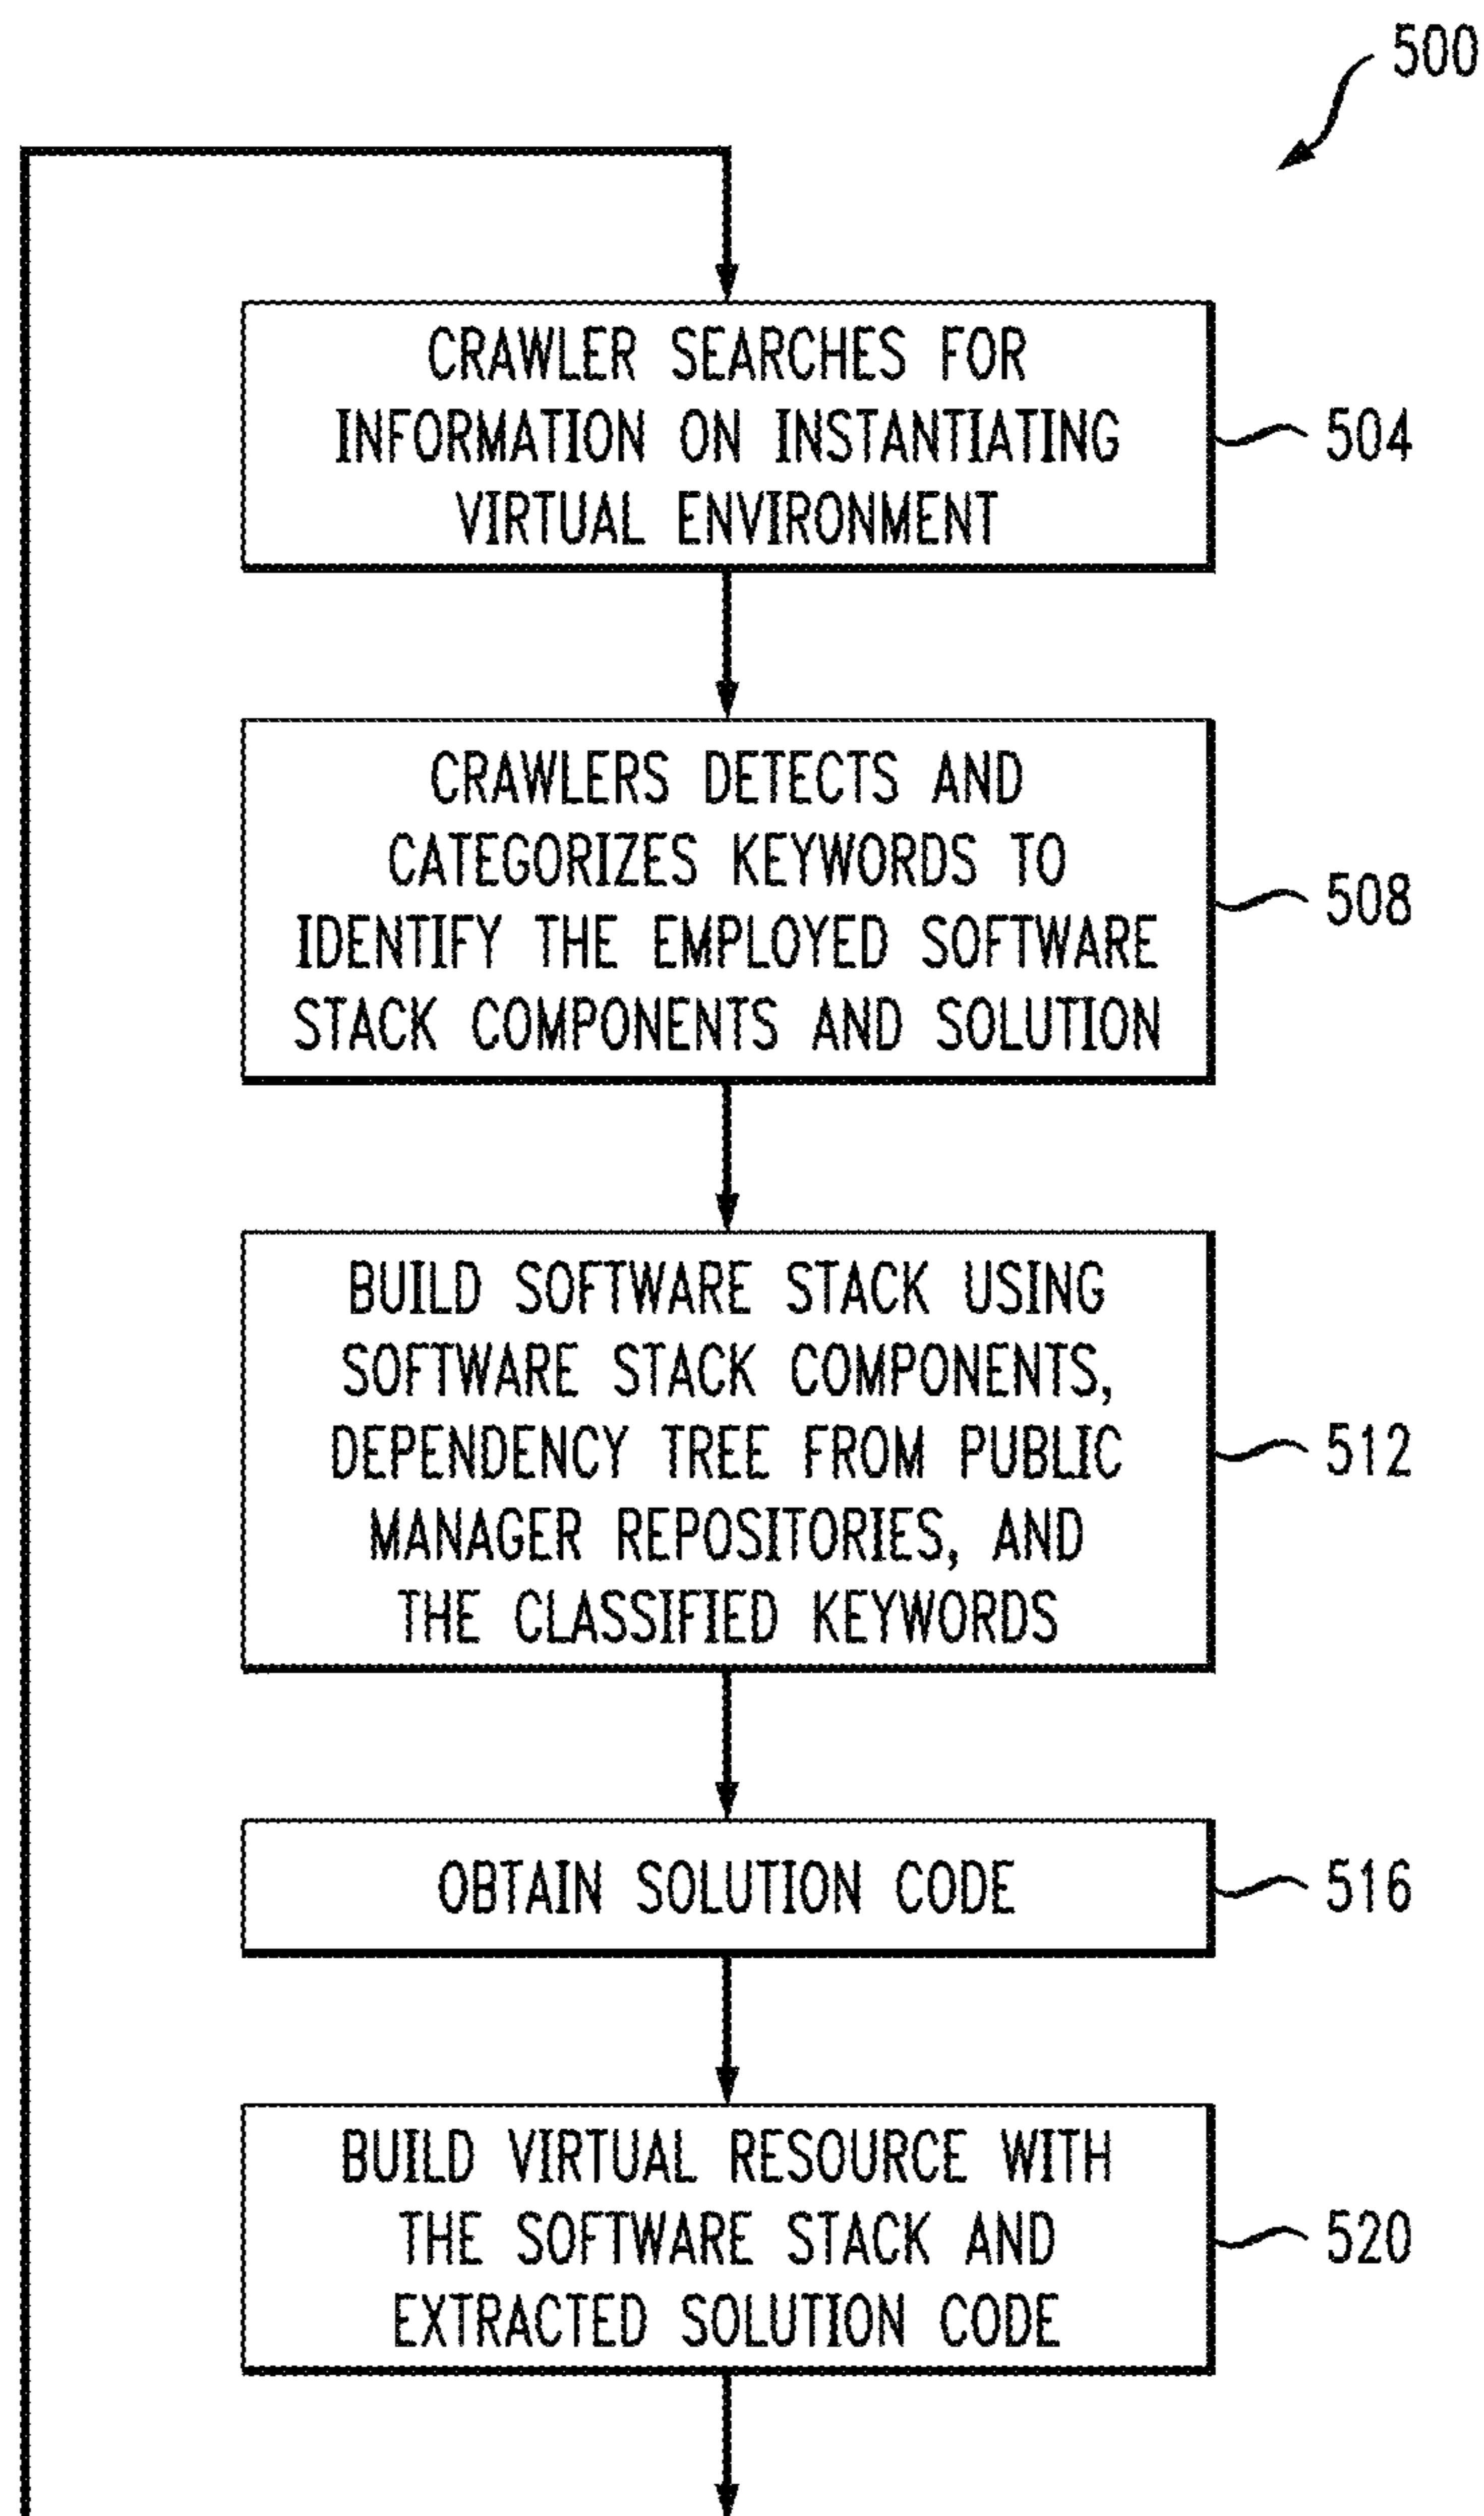 500
CRAWLER SEARCHES FOR
INFORMATION ON INSTANTIATING
VIRTUAL ENVIRONMENT
504
CRAWLERS DETECTS AND
CATEGORIZES KEYWORDS TO
IDENTIFY THE EMPLOYED SOFTWARE
STACK COMPONENTS AND SOLUTION
508
BUILD SOFTWARE STACK USING
SOFTWARE STACK COMPONENTS,
DEPENDENCY TREE FROM PUBLIC
MANAGER REPOSITORIES, AND
THE CLASSIFIED KEYWORDS
512
OBTAIN SOLUTION CODE
516
BUILD VIRTUAL RESOURCE WITH
THE SOFTWARE STACK AND
EXTRACTED SOLUTION CODE
520